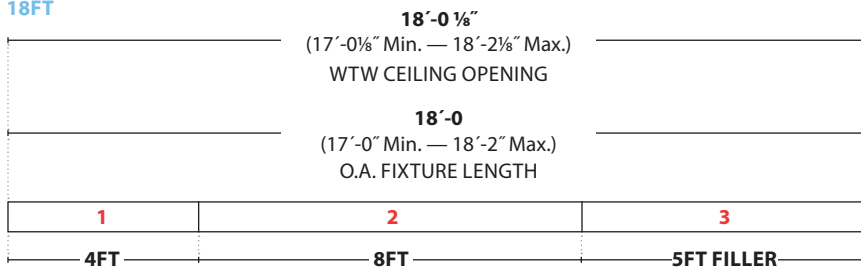 18FT
18´-0 ⅛˝
(17´-0⅛˝ Min. — 18´-2⅛˝ Max.)
WTW CEILING OPENING
18´-0
(17´-0˝ Min. — 18´-2˝ Max.)
O.A. FIXTURE LENGTH
1 2 3
4FT 8FT 5FT FILLER